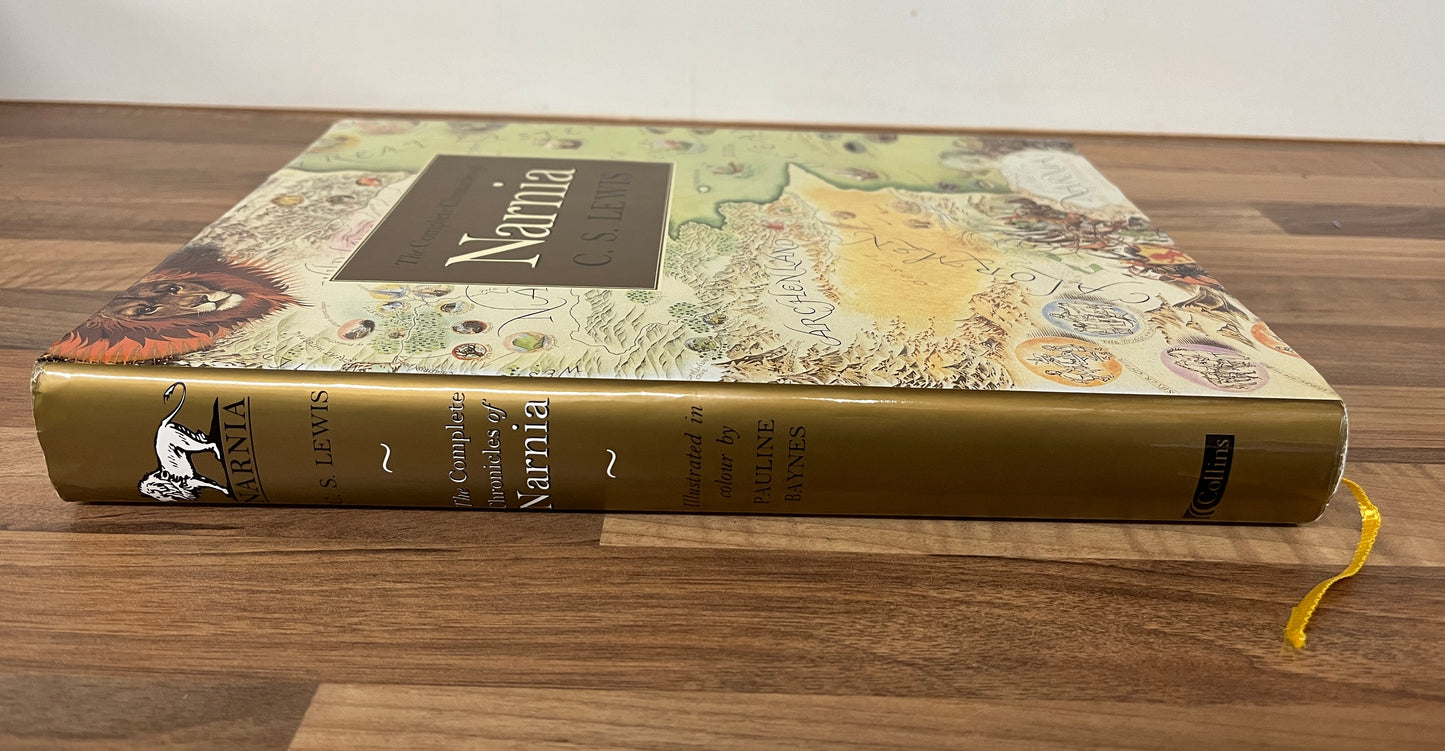 The Complete Chronicles of
Narnia
C. S. LEWIS
ARCHENLAND
NARNIA
C. S. LEWIS
~
The Complete
Chronicles of
Narnia
~
Illustrated in
colour by
PAULINE
BAYNES
Collins